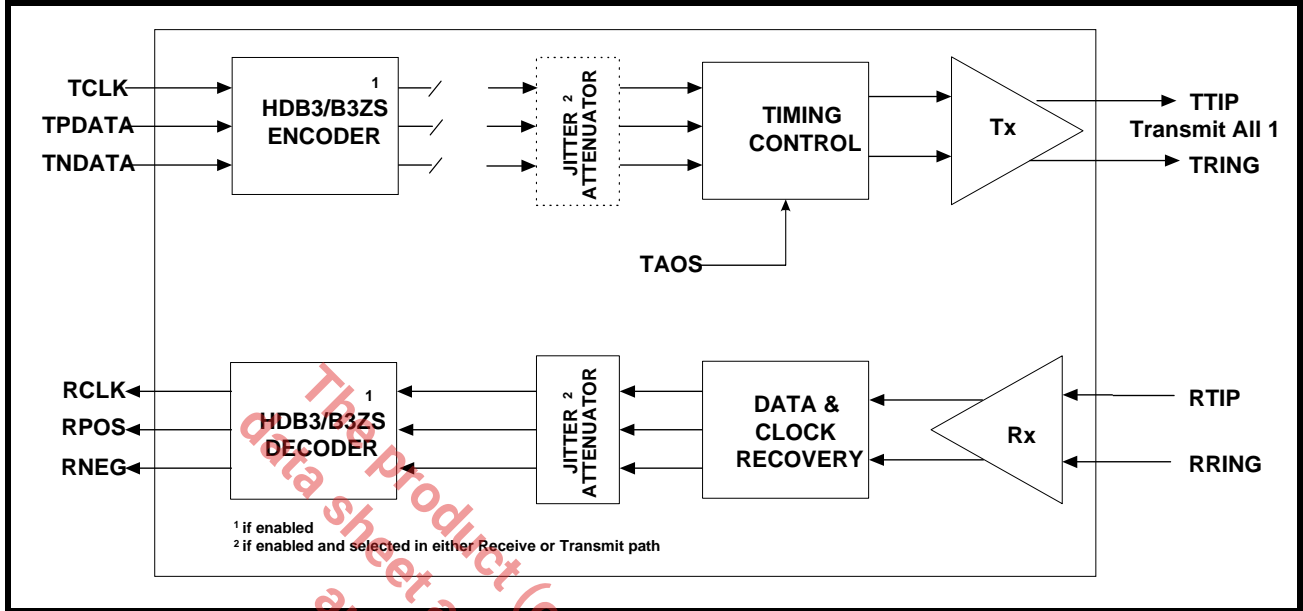 TCLK
TPDATA
TNDATA
1
HDB3/B3ZS
ENCODER
JITTER 2
ATTENUATOR
TIMING
CONTROL
Tx
TTIP
Transmit All 1
TRING
TAOS
RCLK
RPOS
RNEG
1
HDB3/B3ZS
DECODER
JITTER 2
ATTENUATOR
DATA &
CLOCK
RECOVERY
Rx
RTIP
RRING
1 if enabled
2 if enabled and selected in either Receive or Transmit path
The product (
data sheet a